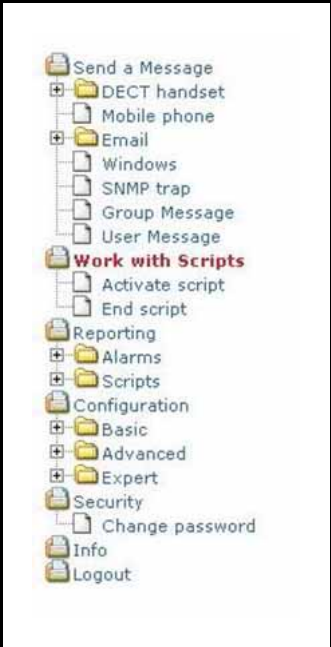 Send a Message
DECT handset
Mobile phone
Email
Windows
SNMP trap
Group Message
User Message
Work with Scripts
Activate script
End script
Reporting
Alarms
Scripts
Configuration
Basic
Advanced
Expert
Security
Change password
Info
Logout